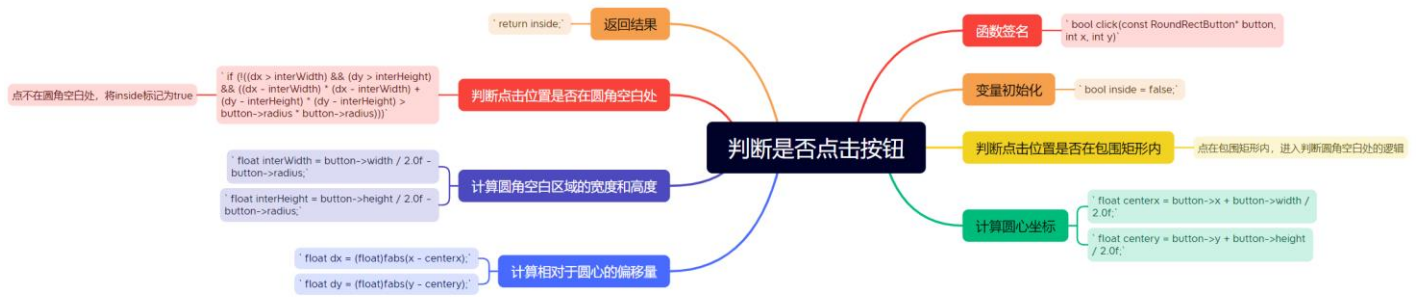 判断是否点击按钮
函数签名
` bool click(const RoundRectButton* button,
int x, int y)`
变量初始化
` bool inside = false;`
判断点击位置是否在包围矩形内
点在包围矩形内，进入判断圆角空白处的逻辑
计算圆心坐标
` float centerx = button->x + button->width /
2.0f;`
` float centery = button->y + button->height
/ 2.0f;`
计算相对于圆心的偏移量
` float dx = (float)fabs(x - centerx);`
` float dy = (float)fabs(y - centery);`
计算圆角空白区域的宽度和高度
` float interWidth = button->width / 2.0f -
button->radius;`
` float interHeight = button->height / 2.0f -
button->radius;`
判断点击位置是否在圆角空白处
` if (!((dx > interWidth) && (dy > interHeight)
&& ((dx - interWidth) * (dx - interWidth) +
(dy - interHeight) * (dy - interHeight) >
button->radius * button->radius)))`
点不在圆角空白处，将inside标记为true
返回结果
` return inside;`